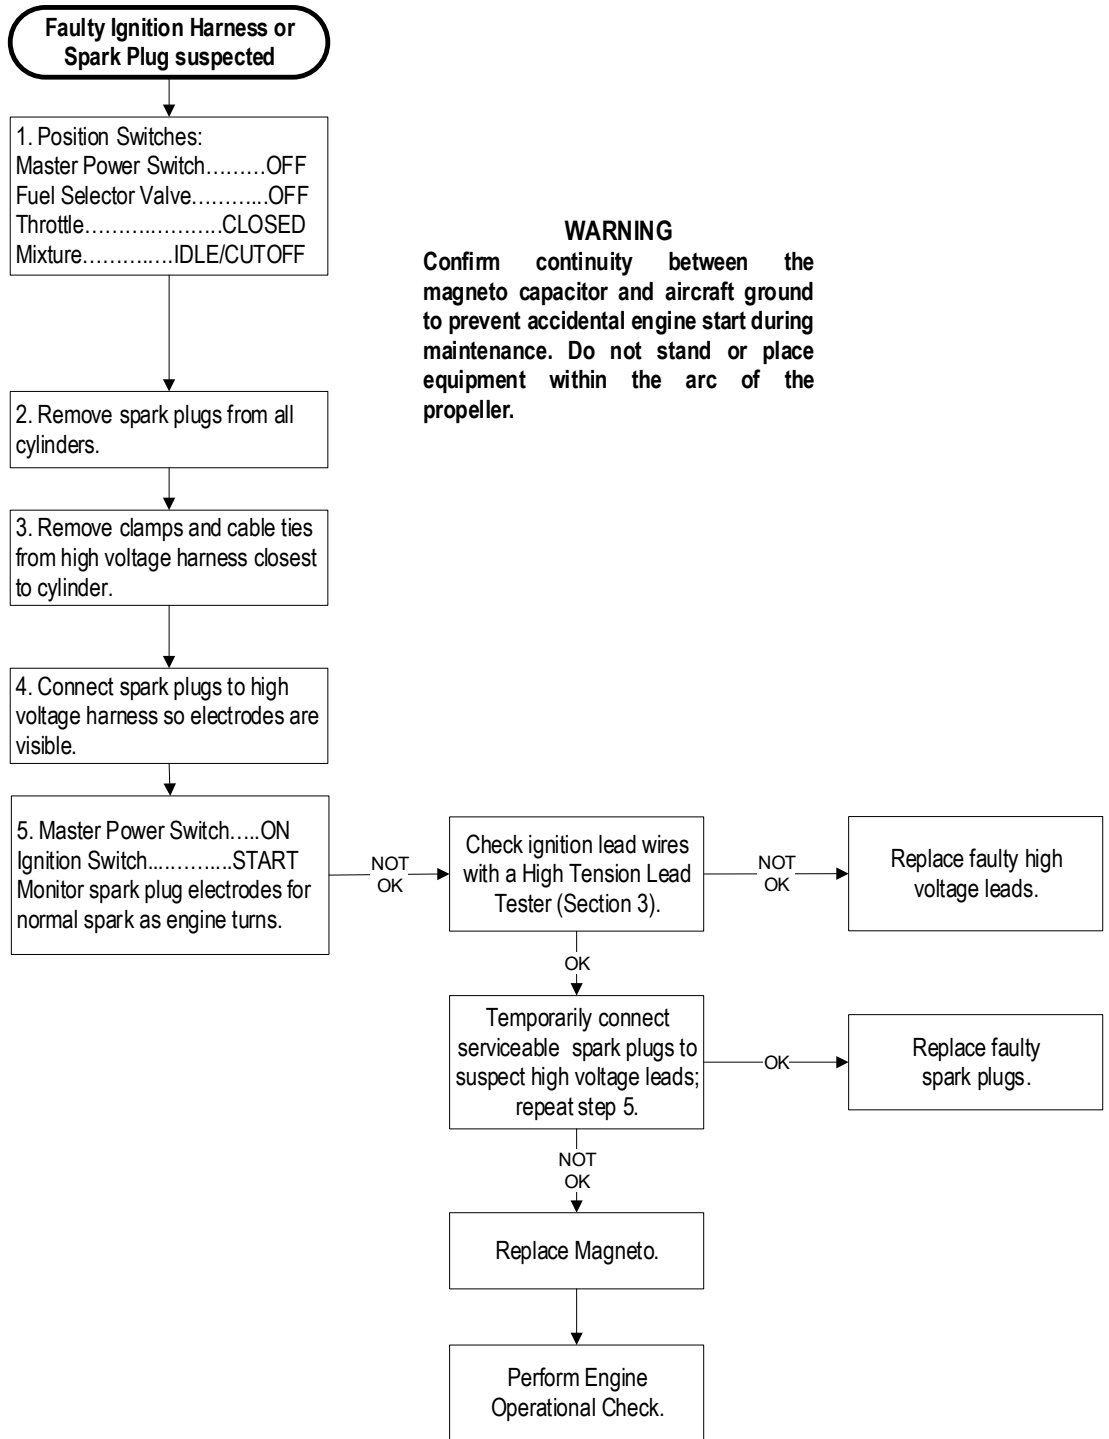 Faulty Ignition Harness or
Spark Plug suspected
1. Position Switches:
Master Power Switch.........OFF
Fuel Selector Valve...........OFF
Throttle.......................CLOSED
Mixture..............IDLE/CUTOFF
WARNING
Confirm continuity between the
magneto capacitor and aircraft ground
to prevent accidental engine start during
maintenance. Do not stand or place
equipment within the arc of the
propeller.
2. Remove spark plugs from all
cylinders.
3. Remove clamps and cable ties
from high voltage harness closest
to cylinder.
4. Connect spark plugs to high
voltage harness so electrodes are
visible.
5. Master Power Switch.....ON
Ignition Switch............START
Monitor spark plug electrodes for
normal spark as engine turns.
NOT
OK
Check ignition lead wires
with a High Tension Lead
Tester (Section 3).
NOT
OK
Replace faulty high
voltage leads.
OK
Temporarily connect
serviceable spark plugs to
suspect high voltage leads;
repeat step 5.
OK
Replace faulty
spark plugs.
NOT
OK
Replace Magneto.
Perform Engine
Operational Check.